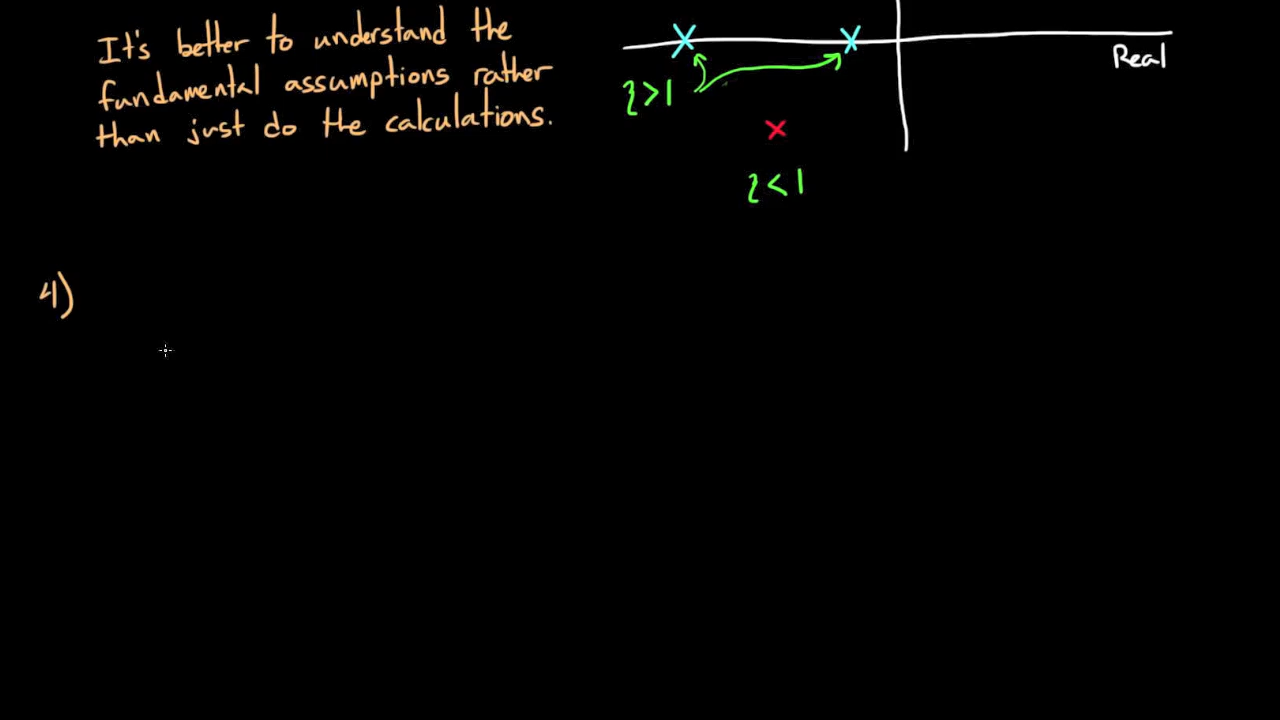 It's better to understand the
fundamental assumptions rather
than just do the calculations.
Real
ζ>1
ζ<1
4)